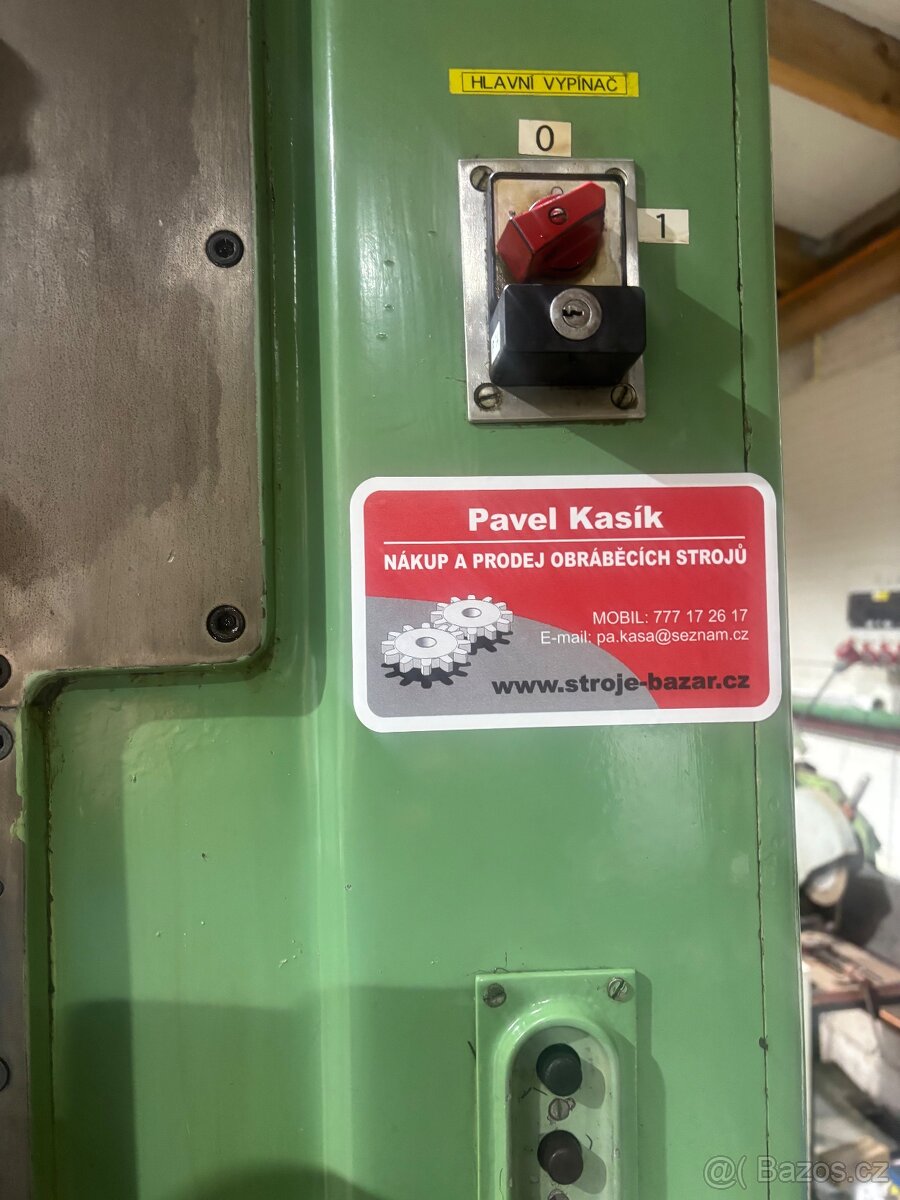 HLAVNÍ VYPÍNAČ
0
1
Pavel Kasík
NÁKUP A PRODEJ OBRÁBĚCÍCH STROJŮ
MOBIL: 777 17 26 17
E-mail: pa.kasa@seznam.cz
www.stroje-bazar.cz
@( Bazos.cz